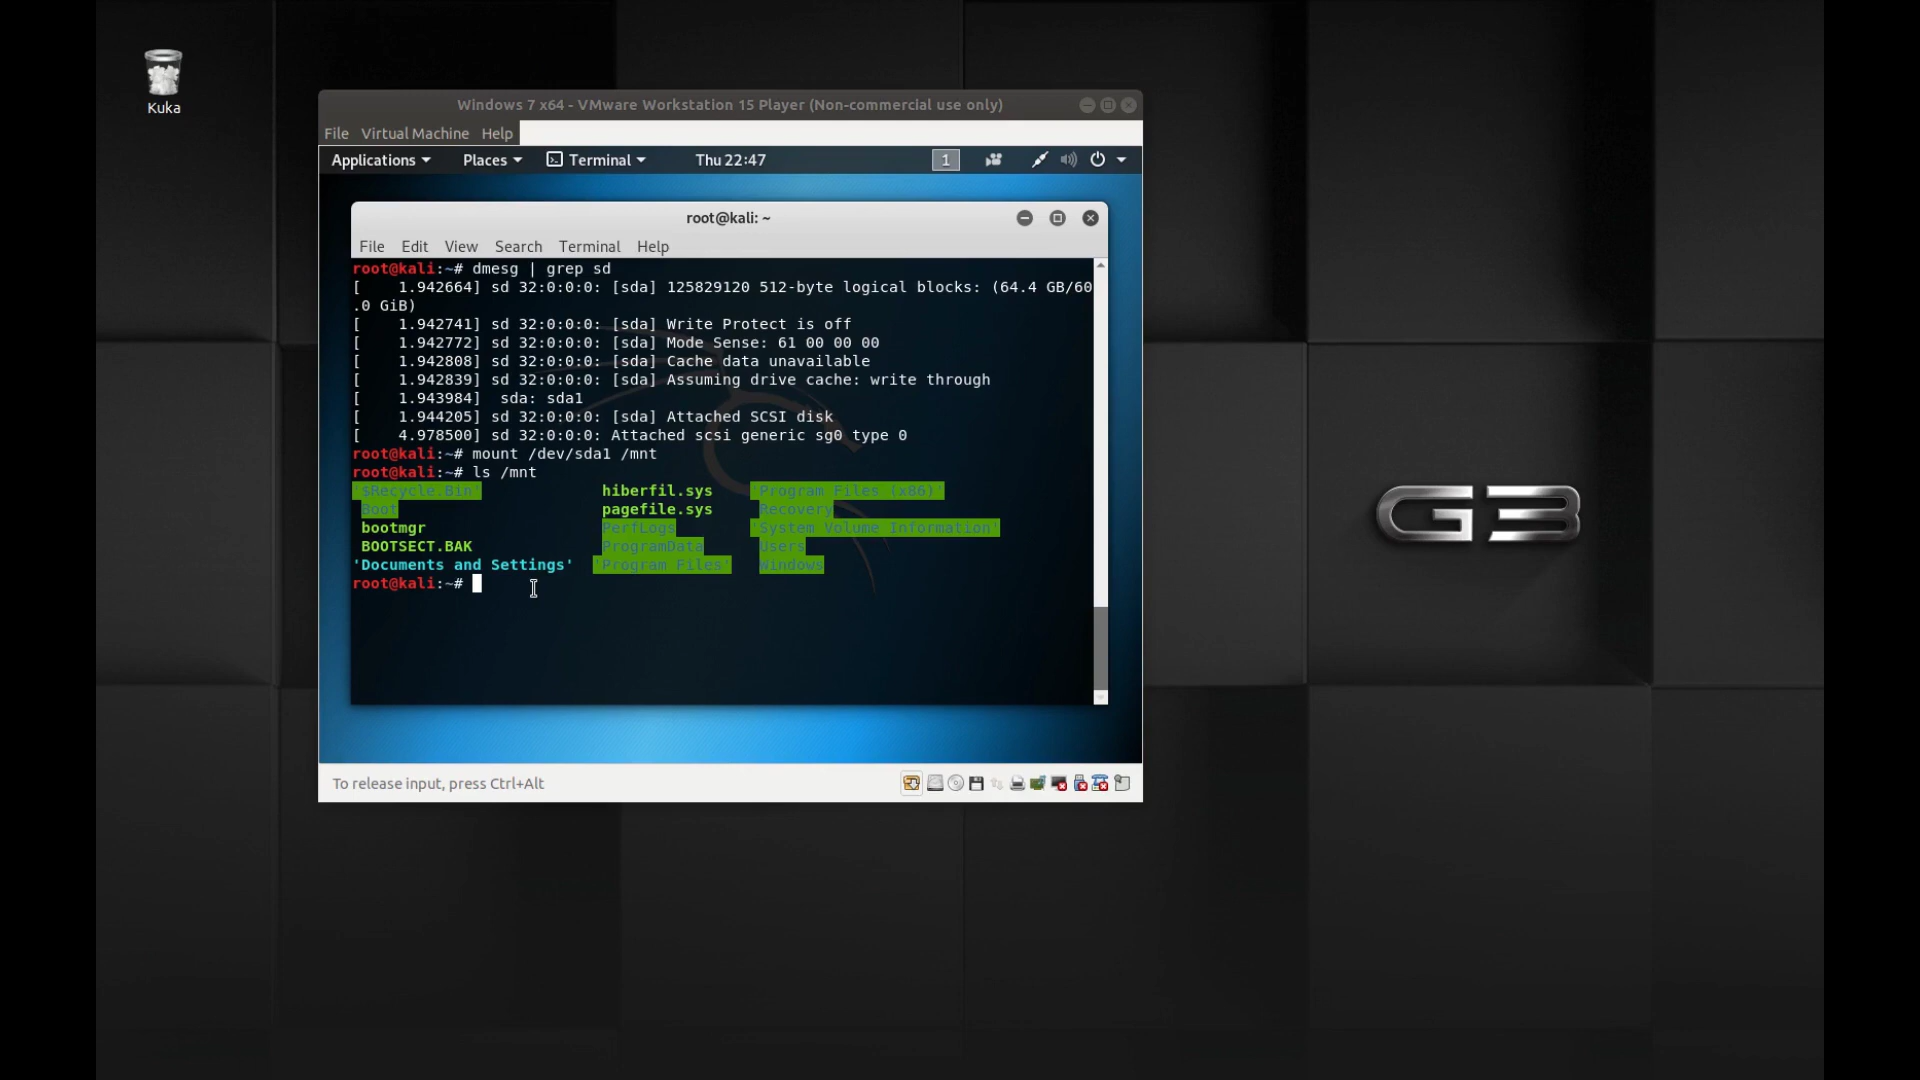 Kuka
Windows 7 x64 - VMware Workstation 15 Player (Non-commercial use only)
File Virtual Machine Help
Applications Places Terminal Thu 22:47 1
root@kali: ~
File Edit View Search Terminal Help
root@kali:~# dmesg | grep sd
[    1.942664] sd 32:0:0:0: [sda] 125829120 512-byte logical blocks: (64.4 GB/60
.0 GiB)
[    1.942741] sd 32:0:0:0: [sda] Write Protect is off
[    1.942772] sd 32:0:0:0: [sda] Mode Sense: 61 00 00 00
[    1.942808] sd 32:0:0:0: [sda] Cache data unavailable
[    1.942839] sd 32:0:0:0: [sda] Assuming drive cache: write through
[    1.943984]  sda: sda1
[    1.944205] sd 32:0:0:0: [sda] Attached SCSI disk
[    4.978500] sd 32:0:0:0: Attached scsi generic sg0 type 0
root@kali:~# mount /dev/sda1 /mnt
root@kali:~# ls /mnt
'$Recycle.Bin' hiberfil.sys 'Program Files (x86)'
Boot pagefile.sys Recovery
bootmgr PerfLogs 'System Volume Information'
BOOTSECT.BAK ProgramData Users
'Documents and Settings' 'Program Files' Windows
root@kali:~#
To release input, press Ctrl+Alt
G3